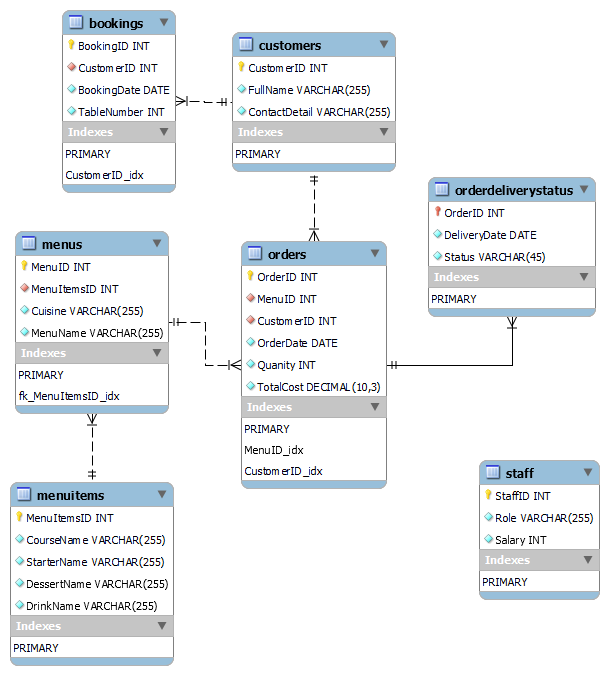 bookings
BookingID INT
CustomerID INT
BookingDate DATE
TableNumber INT
Indexes
PRIMARY
CustomerID_idx
customers
CustomerID INT
FullName VARCHAR(255)
ContactDetail VARCHAR(255)
Indexes
PRIMARY
orderdeliverystatus
OrderID INT
DeliveryDate DATE
Status VARCHAR(45)
Indexes
PRIMARY
menus
MenuID INT
MenuItemsID INT
Cuisine VARCHAR(255)
MenuName VARCHAR(255)
Indexes
PRIMARY
fk_MenuItemsID_idx
orders
OrderID INT
MenuID INT
CustomerID INT
OrderDate DATE
Quanity INT
TotalCost DECIMAL(10,3)
Indexes
PRIMARY
MenuID_idx
CustomerID_idx
menuitems
MenuItemsID INT
CourseName VARCHAR(255)
StarterName VARCHAR(255)
DessertName VARCHAR(255)
DrinkName VARCHAR(255)
Indexes
PRIMARY
staff
StaffID INT
Role VARCHAR(255)
Salary INT
Indexes
PRIMARY